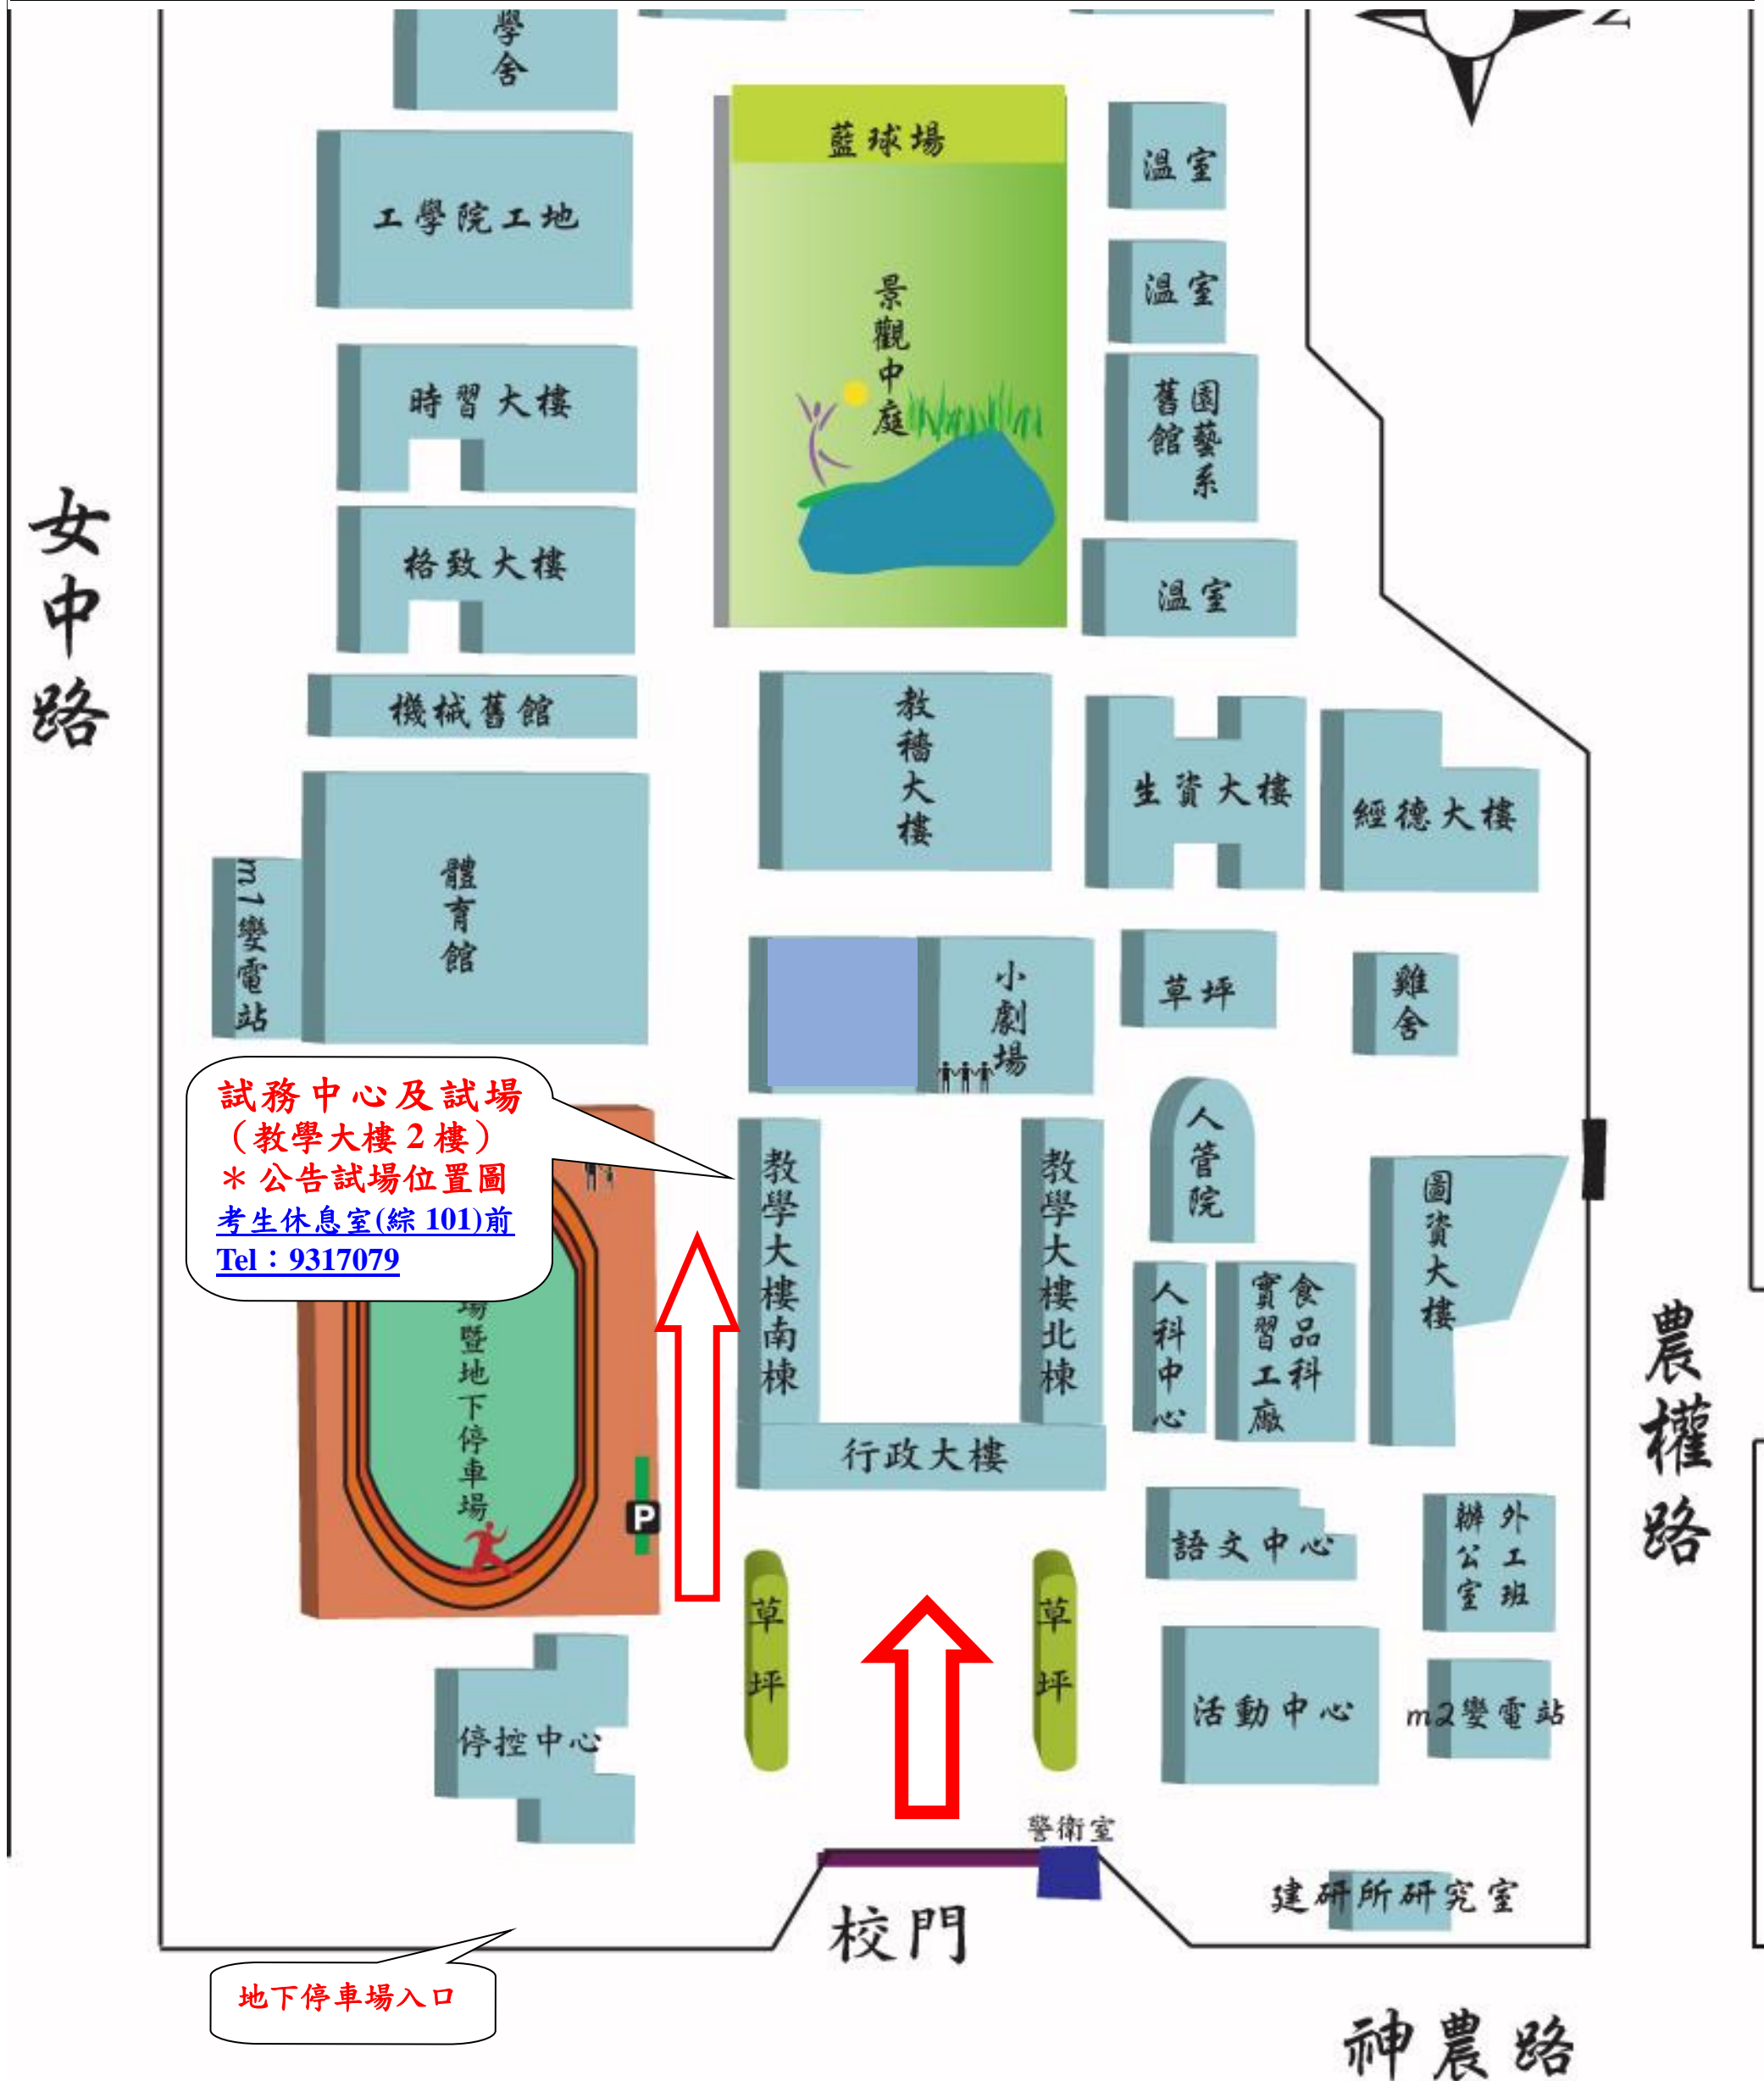 學舍
N
藍球場
溫室
工學院工地
溫室
景觀中庭
時習大樓
園藝系
舊館
女中路
格致大樓
溫室
機械舊館
教穡大樓
生資大樓
經德大樓
體育館
m1變電站
小劇場
草坪
雞舍
試務中心及試場
（教學大樓 2 樓）
＊公告試場位置圖
考生休息室(綜 101)前
Tel：9317079
教學大樓南棟
教學大樓北棟
人管院
圖資大樓
場暨地下停車場
人科中心
食品科
實習工廠
農權路
行政大樓
P
語文中心
外工班
辦公室
草坪
草坪
停控中心
活動中心
m2變電站
警衛室
建研所研究室
校門
地下停車場入口
神農路